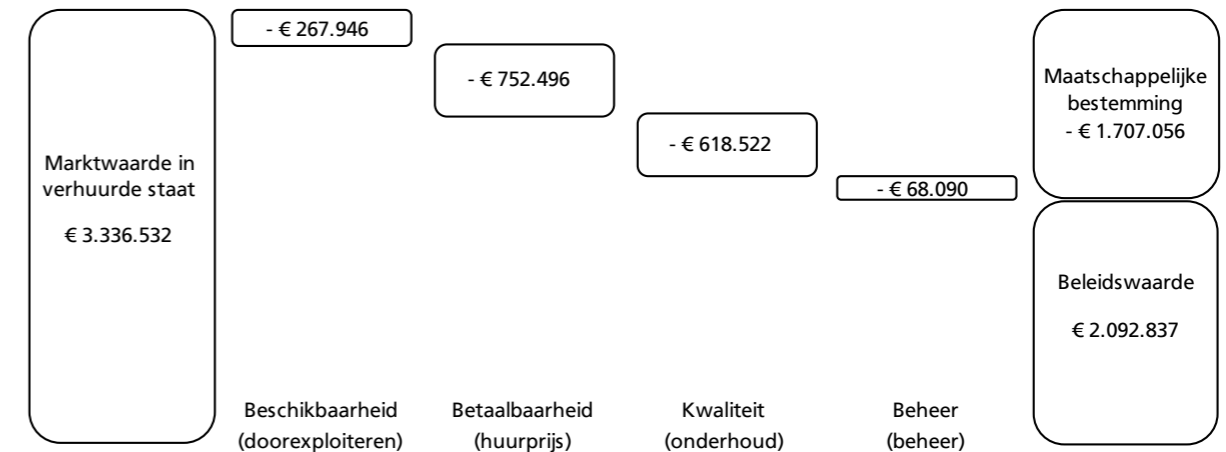 Marktwaarde in
verhuurde staat
€ 3.336.532
- € 267.946
- € 752.496
- € 618.522
- € 68.090
Maatschappelijke
bestemming
- € 1.707.056
Beleidswaarde
€ 2.092.837
Beschikbaarheid
(doorexploiteren)
Betaalbaarheid
(huurprijs)
Kwaliteit
(onderhoud)
Beheer
(beheer)